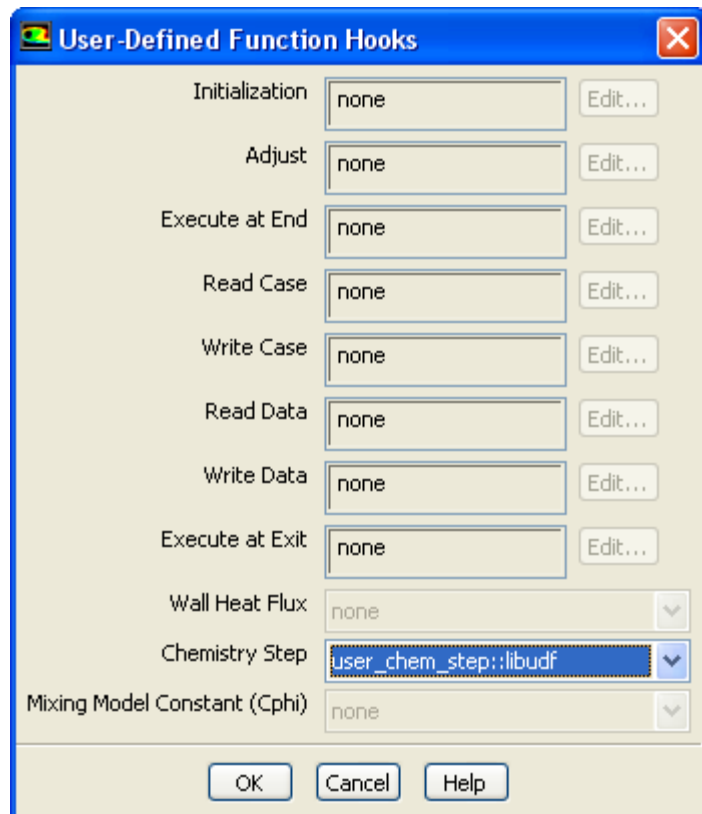 User-Defined Function Hooks
Initialization none Edit...
Adjust none Edit...
Execute at End none Edit...
Read Case none Edit...
Write Case none Edit...
Read Data none Edit...
Write Data none Edit...
Execute at Exit none Edit...
Wall Heat Flux none
Chemistry Step user_chem_step::libudf
Mixing Model Constant (Cphi) none
OK Cancel Help